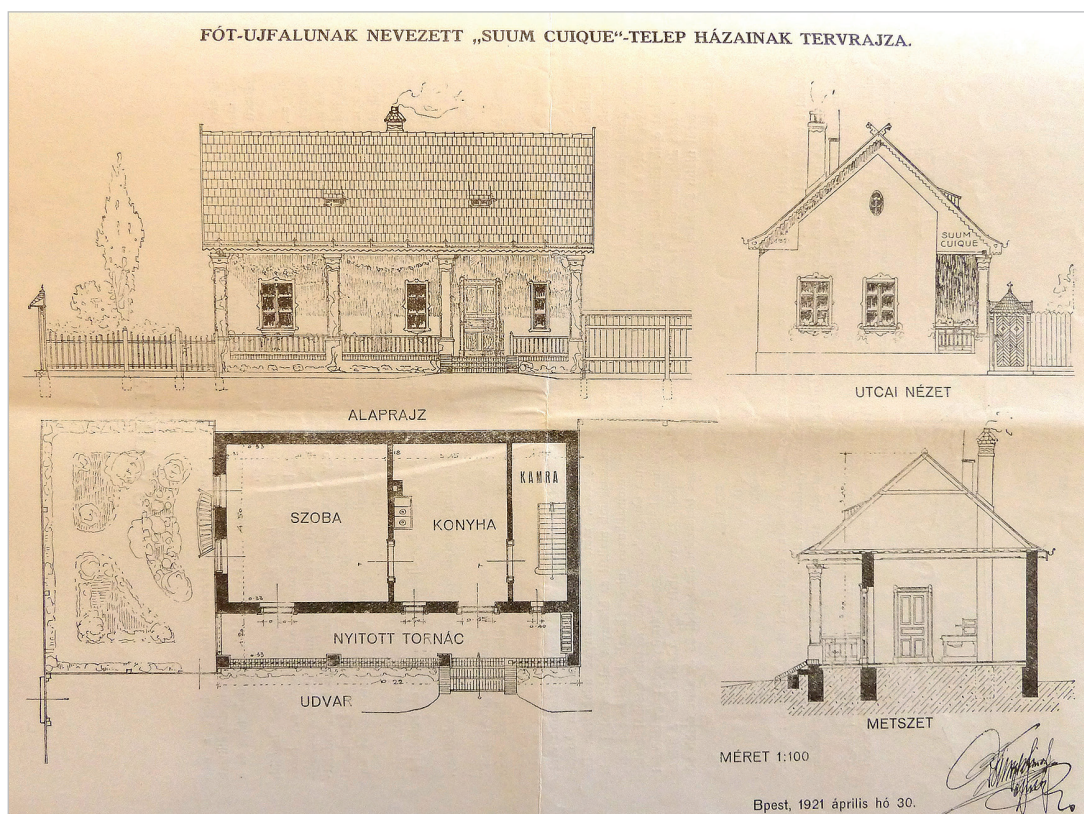 FÓT-UJFALUNAK NEVEZETT „SUUM CUIQUE“-TELEP HÁZAINAK TERVRAJZA.
SUUM
CUIQUE
UTCAI NÉZET
ALAPRAJZ
SZOBA
KONYHA
KAMRA
NYITOTT TORNÁC
UDVAR
METSZET
MÉRET 1:100
Bpest, 1921 április hó 30.